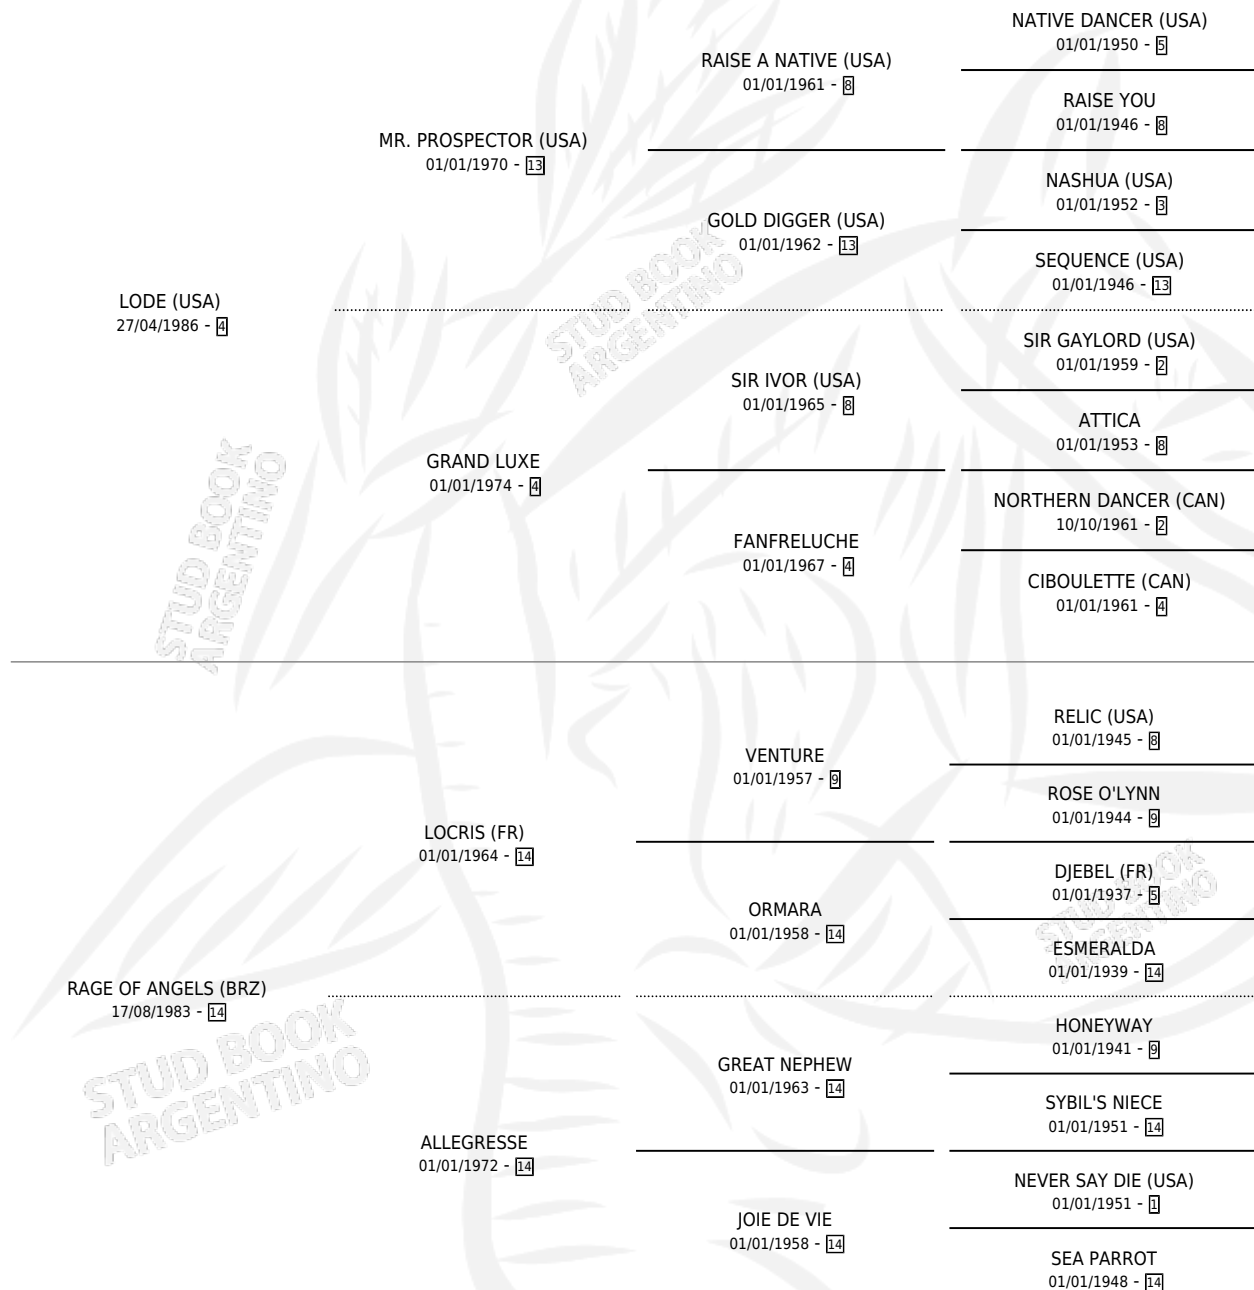 NATIVE DANCER (USA)
01/01/1950 - 5
RAISE A NATIVE (USA)
01/01/1961 - 8
RAISE YOU
01/01/1946 - 8
MR. PROSPECTOR (USA)
01/01/1970 - 13
NASHUA (USA)
01/01/1952 - 3
GOLD DIGGER (USA)
01/01/1962 - 13
SEQUENCE (USA)
01/01/1946 - 13
LODE (USA)
27/04/1986 - 4
STUD BOOK
ARGENTINO
SIR GAYLORD (USA)
01/01/1959 - 2
SIR IVOR (USA)
01/01/1965 - 8
ATTICA
01/01/1953 - 8
GRAND LUXE
01/01/1974 - 4
NORTHERN DANCER (CAN)
10/10/1961 - 2
FANFRELUCHE
01/01/1967 - 4
CIBOULETTE (CAN)
01/01/1961 - 4
STUD BOOK
ARGENTINO
RELIC (USA)
01/01/1945 - 8
VENTURE
01/01/1957 - 9
ROSE O'LYNN
01/01/1944 - 9
LOCRIS (FR)
01/01/1964 - 14
DJEBEL (FR)
01/01/1937 - 5
ORMARA
01/01/1958 - 14
ESMERALDA
01/01/1939 - 14
STUD BOOK
ARGENTINO
RAGE OF ANGELS (BRZ)
17/08/1983 - 14
HONEYWAY
01/01/1941 - 9
GREAT NEPHEW
01/01/1963 - 14
SYBIL'S NIECE
01/01/1951 - 14
STUD BOOK
ARGENTINO
ALLEGRESSE
01/01/1972 - 14
NEVER SAY DIE (USA)
01/01/1951 - 1
JOIE DE VIE
01/01/1958 - 14
SEA PARROT
01/01/1948 - 14